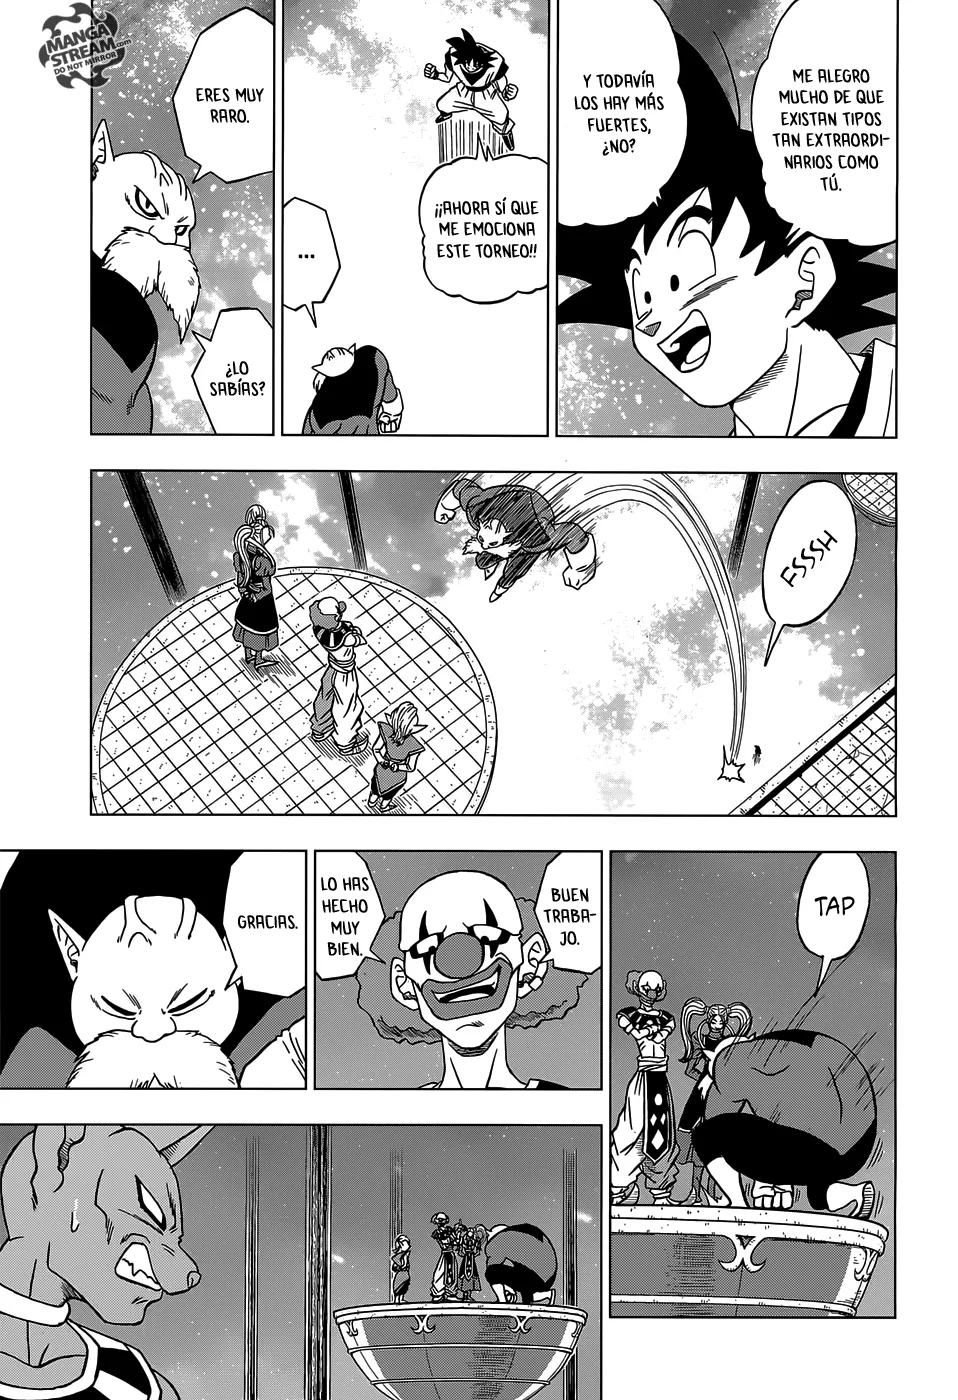 MANGA
STREAM.com
DO NOT MIRROR
ME ALEGRO
MUCHO DE QUE
EXISTAN TIPOS
TAN EXTRAORDI-
NARIOS COMO
TÚ.
Y TODAVÍA
LOS HAY MÁS
FUERTES,
¿NO?
¡¡AHORA SÍ QUE
ME EMOCIONA
ESTE TORNEO!!
...
ERES MUY
RARO.
¿LO
SABÍAS?
FSSSH
TAP
BUEN
TRABA-
JO.
LO HAS
HECHO
MUY
BIEN.
GRACIAS.